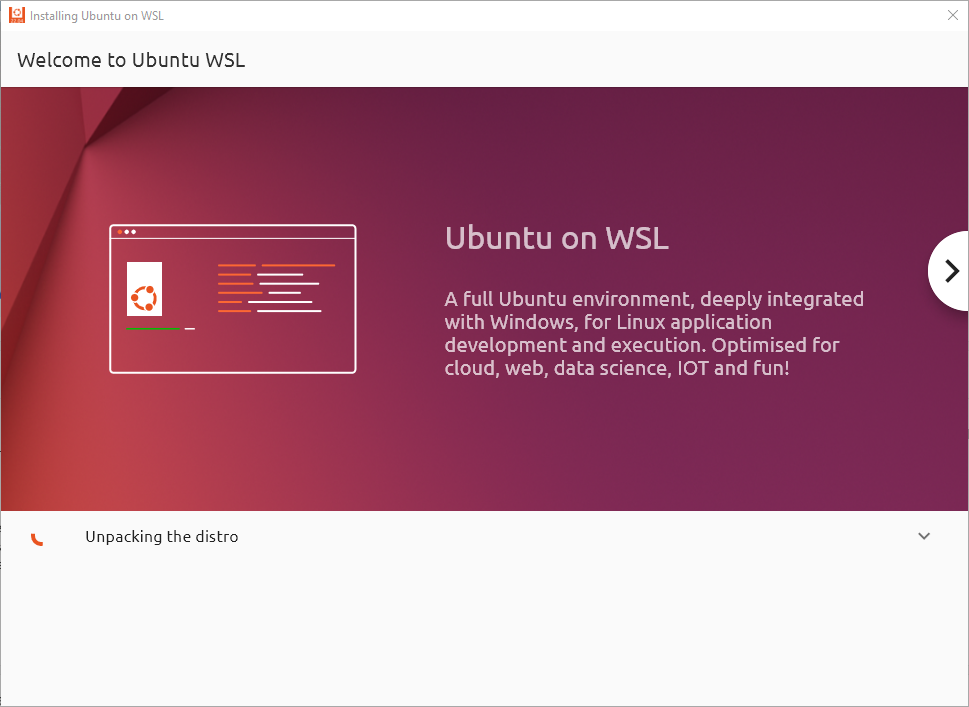 Installing Ubuntu on WSL
Welcome to Ubuntu WSL
Ubuntu on WSL
A full Ubuntu environment, deeply integrated
with Windows, for Linux application
development and execution. Optimised for
cloud, web, data science, IOT and fun!
Unpacking the distro